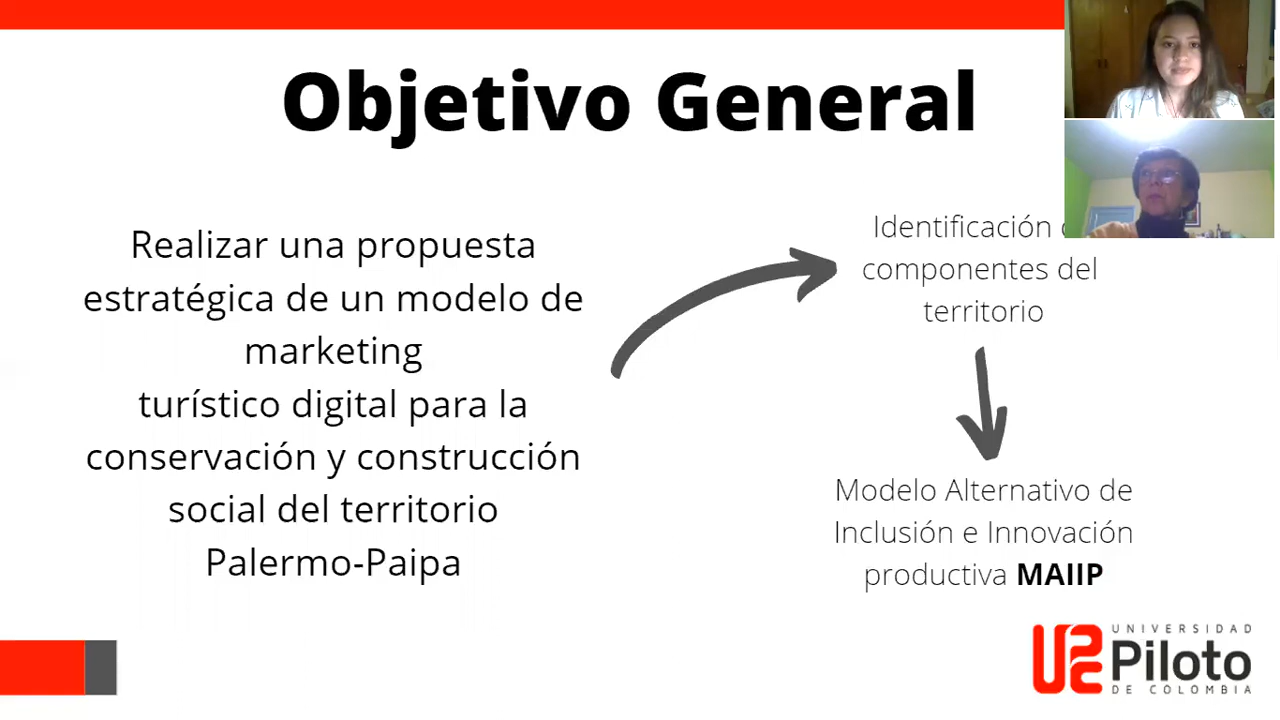 Objetivo General
Realizar una propuesta
estratégica de un modelo de
marketing
turístico digital para la
conservación y construcción
social del territorio
Palermo-Paipa
Identificación
componentes del
territorio
Modelo Alternativo de
Inclusión e Innovación
productiva MAIIP
UNIVERSIDAD
Piloto
DE COLOMBIA